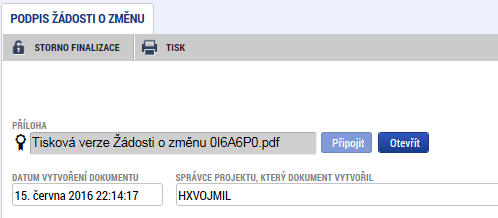 PODPIS ŽÁDOSTI O ZMĚNU
STORNO FINALIZACE TISK
PŘÍLOHA
Tisková verze Žádosti o změnu 0I6A6P0.pdf Připojit Otevřít
DATUM VYTVOŘENÍ DOKUMENTU SPRÁVCE PROJEKTU, KTERÝ DOKUMENT VYTVOŘIL
15. června 2016 22:14:17 HXVOJMIL